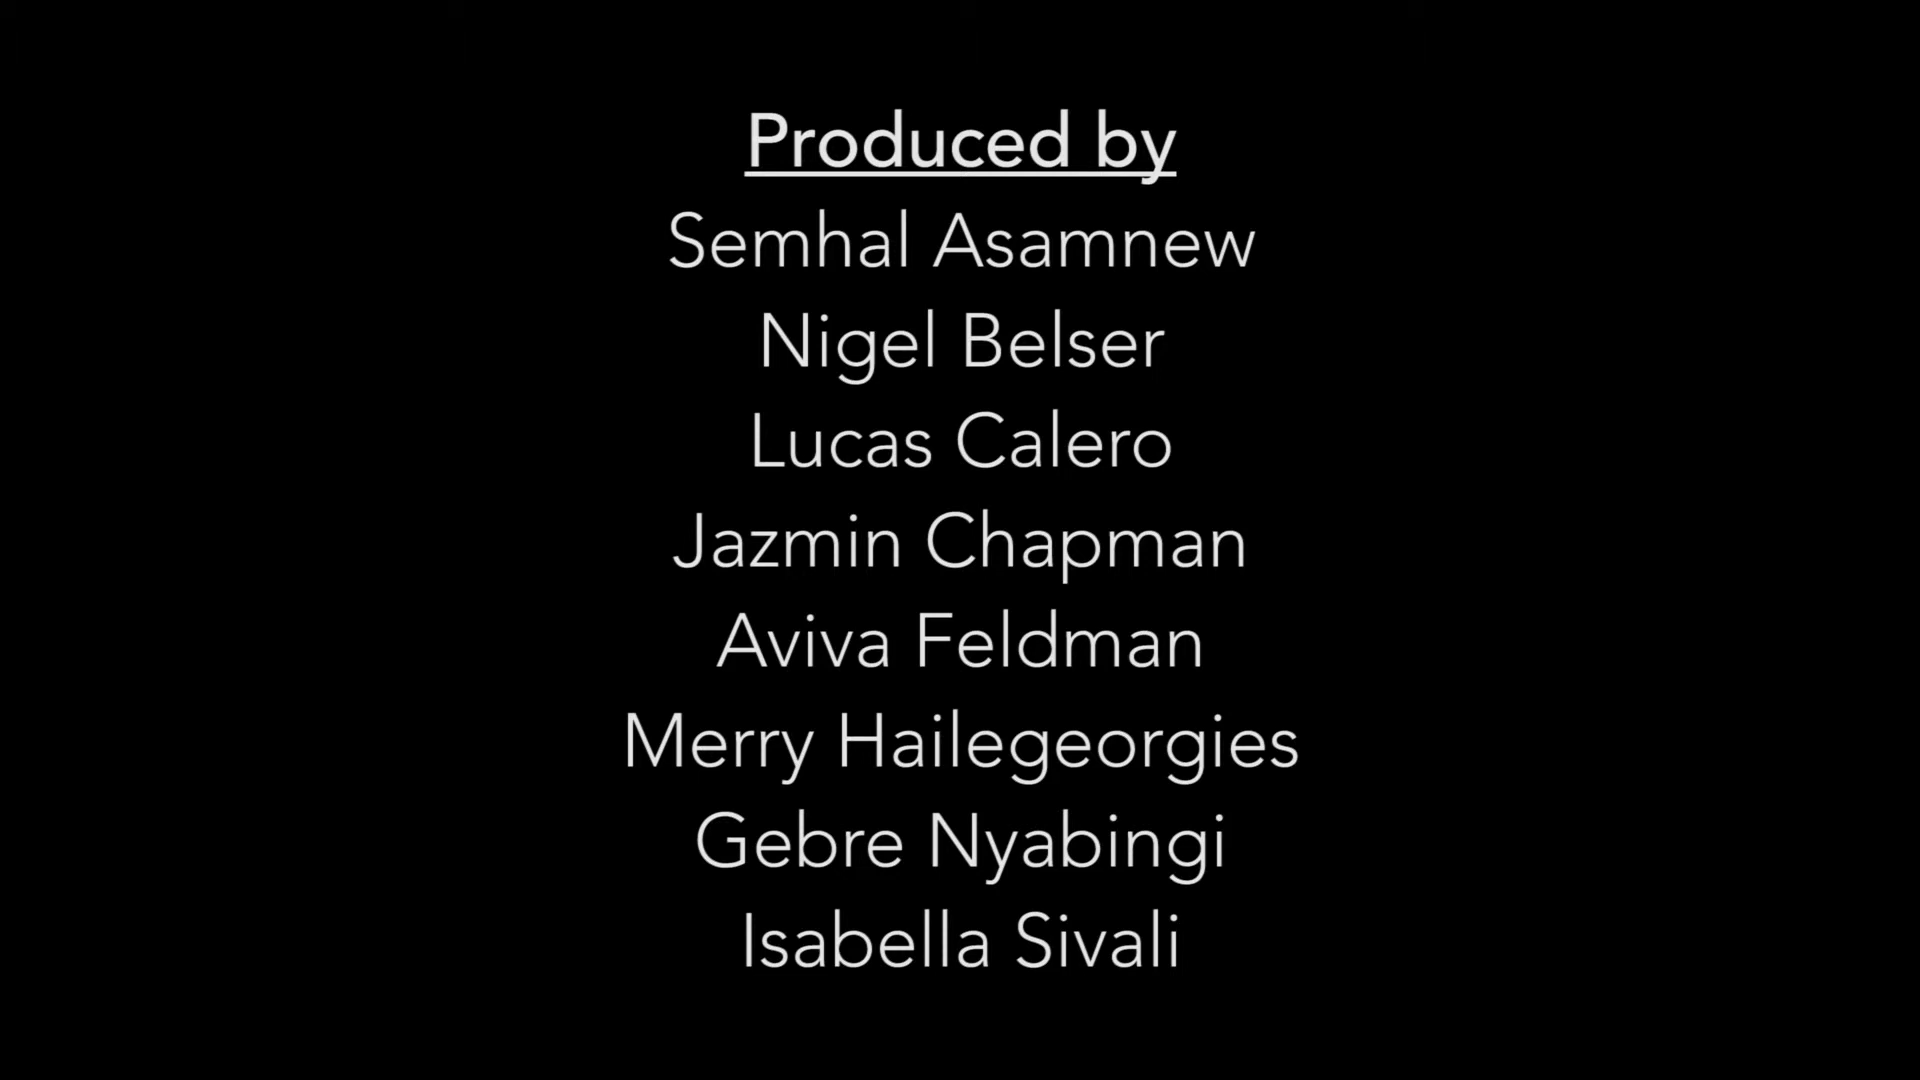 Produced by
Semhal Asamnew
Nigel Belser
Lucas Calero
Jazmin Chapman
Aviva Feldman
Merry Hailegeorgies
Gebre Nyabingi
Isabella Sivali